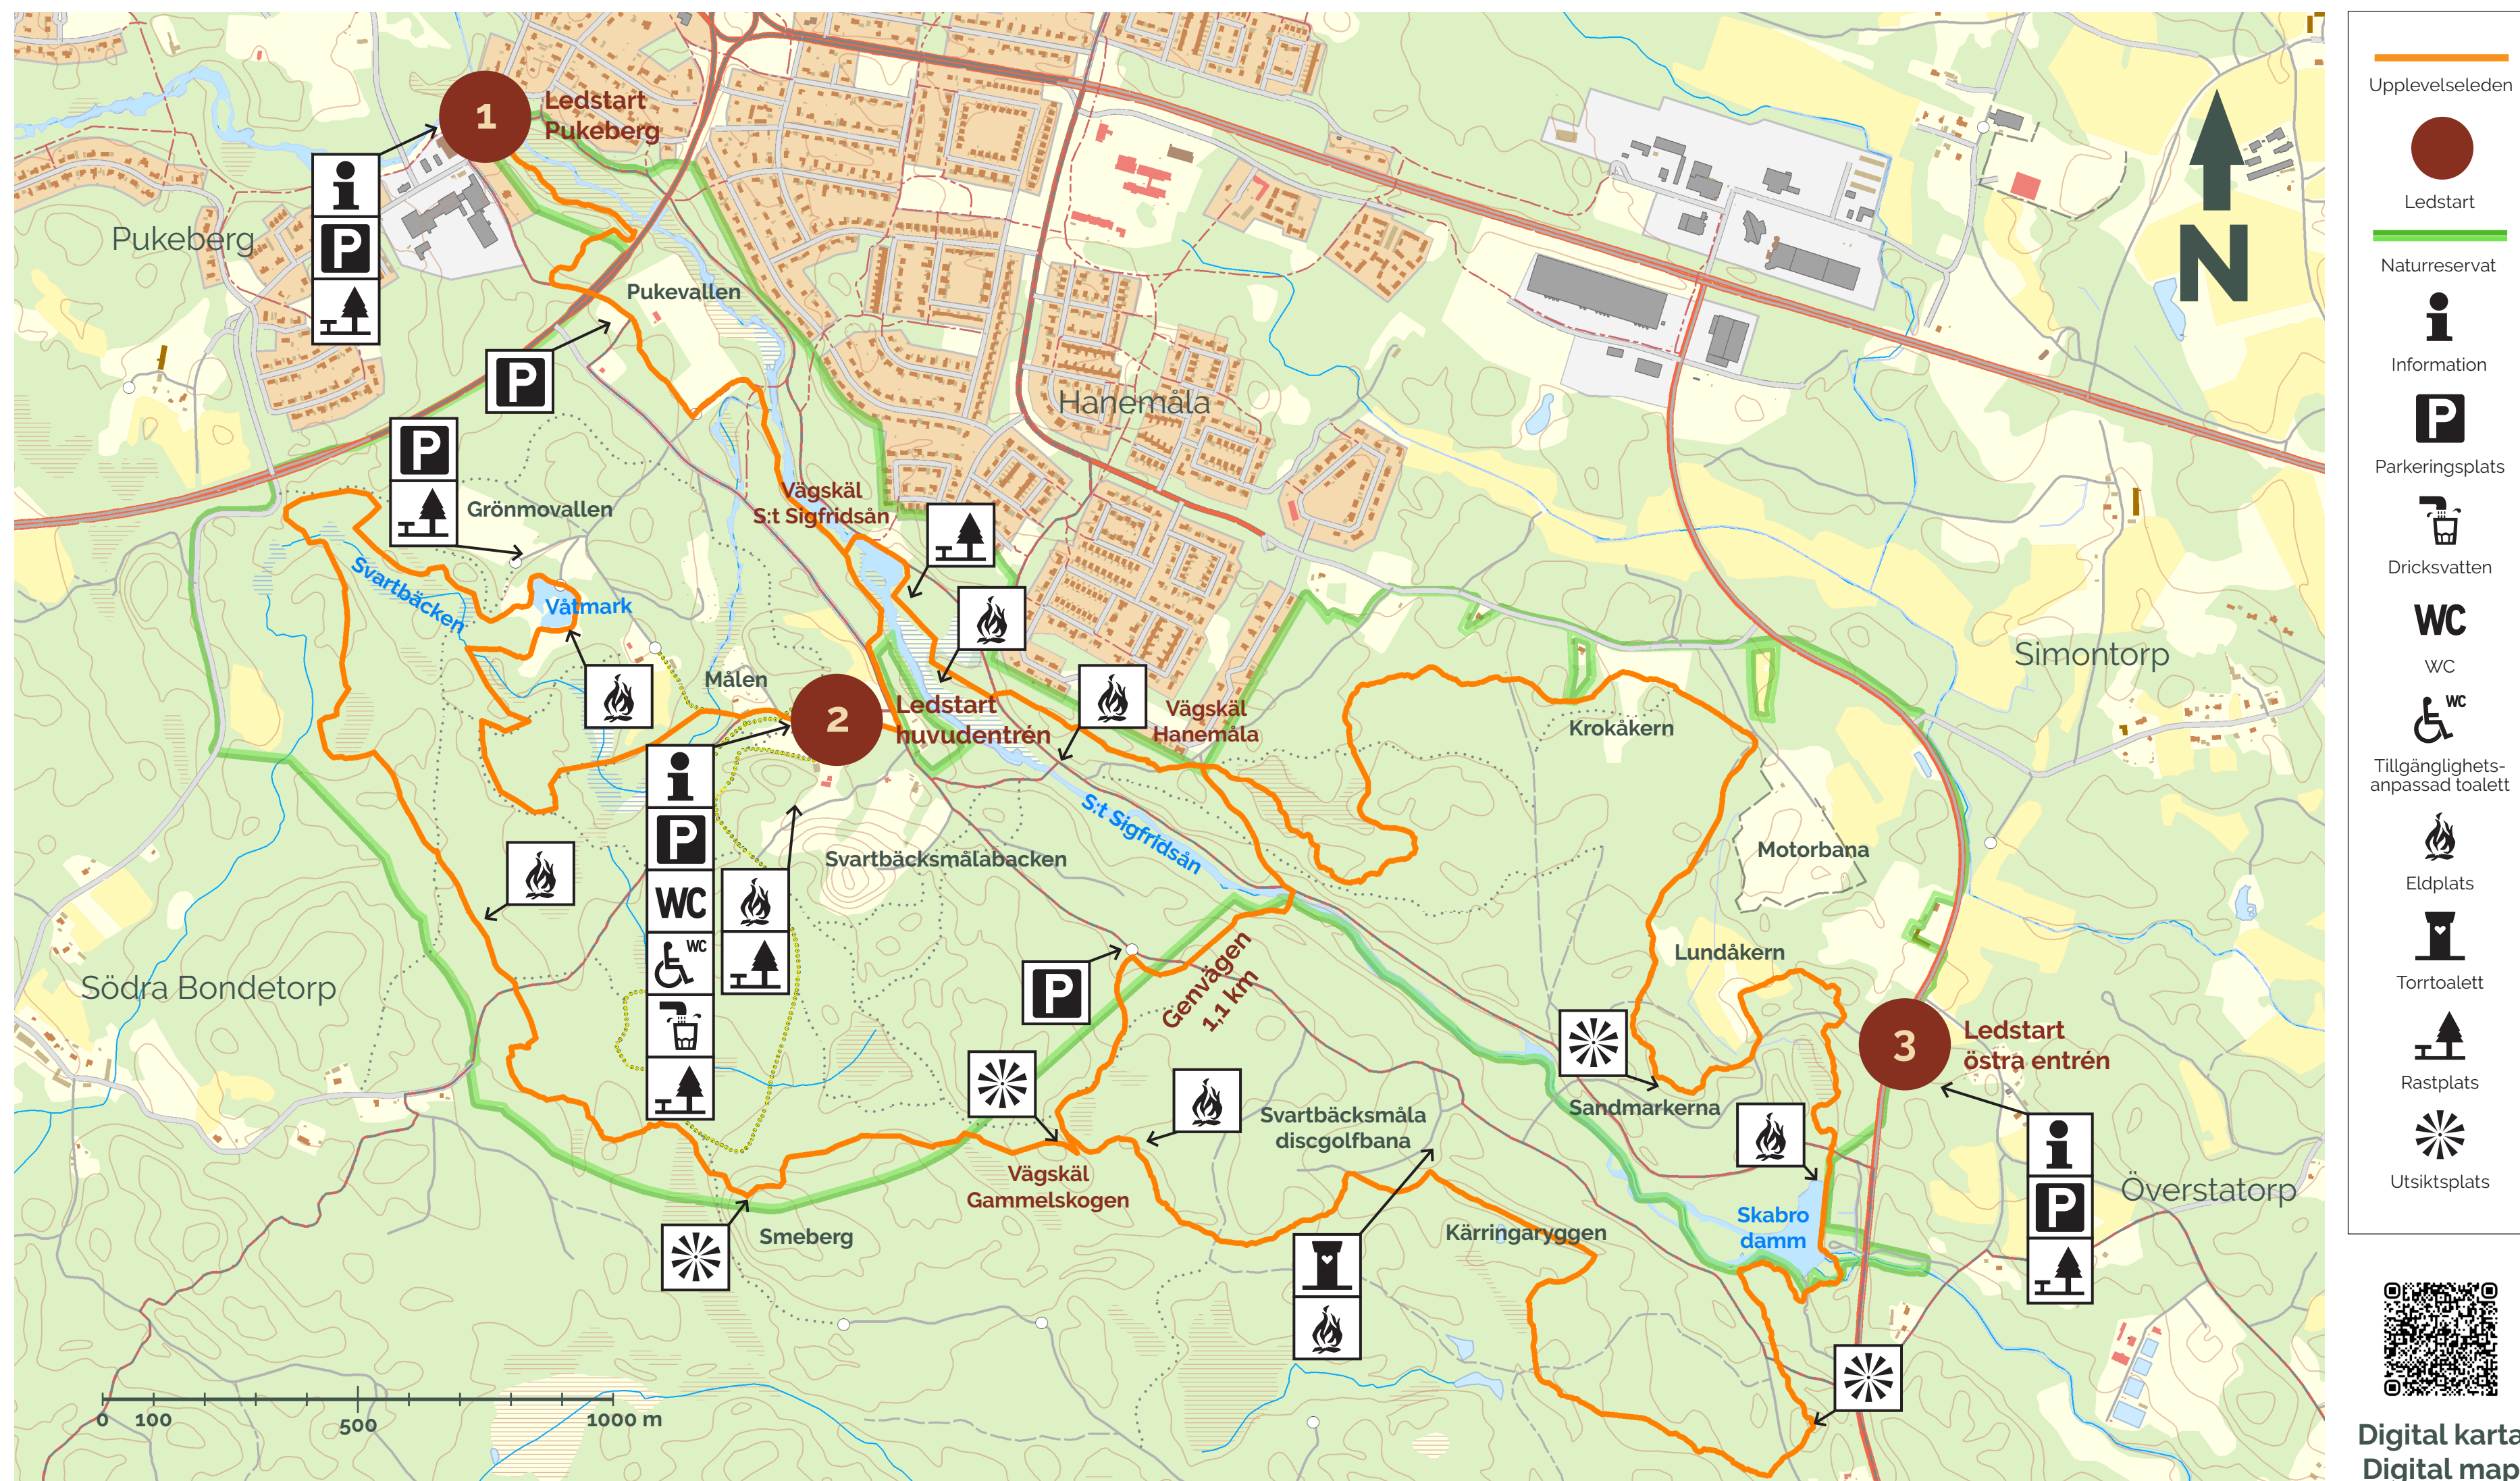 1
Ledstart
Pukeberg
Pukeberg
P
Pukevallen
P
Hanemåla
P
Grönmovallen
Svartbäcken
Våtmark
Vägskäl
S:t Sigfridsån
Målen
2
Ledstart
huvudentrén
Vägskäl
Hanemåla
Krokåkern
Simontorp
P
WC
WC
Svartbäcksmålabacken
S:t Sigfridsån
Motorbana
Lundåkern
Södra Bondetorp
P
Genvägen
1,1 km
3
Ledstart
östra entrén
Sandmarkerna
Svartbäcksmåla
discgolfbana
Vägskäl
Gammelskogen
Smeberg
Kärringaryggen
Skabro
damm
P
Överstatorp
0 100
500
1000 m
Upplevelseleden
Ledstart
Naturreservat
N
Information
P
Parkeringsplats
Dricksvatten
WC
WC
WC
Tillgänglighets-
anpassad toalett
Eldplats
Torrtoalett
Rastplats
Utsiktsplats
Digital karta
Digital map